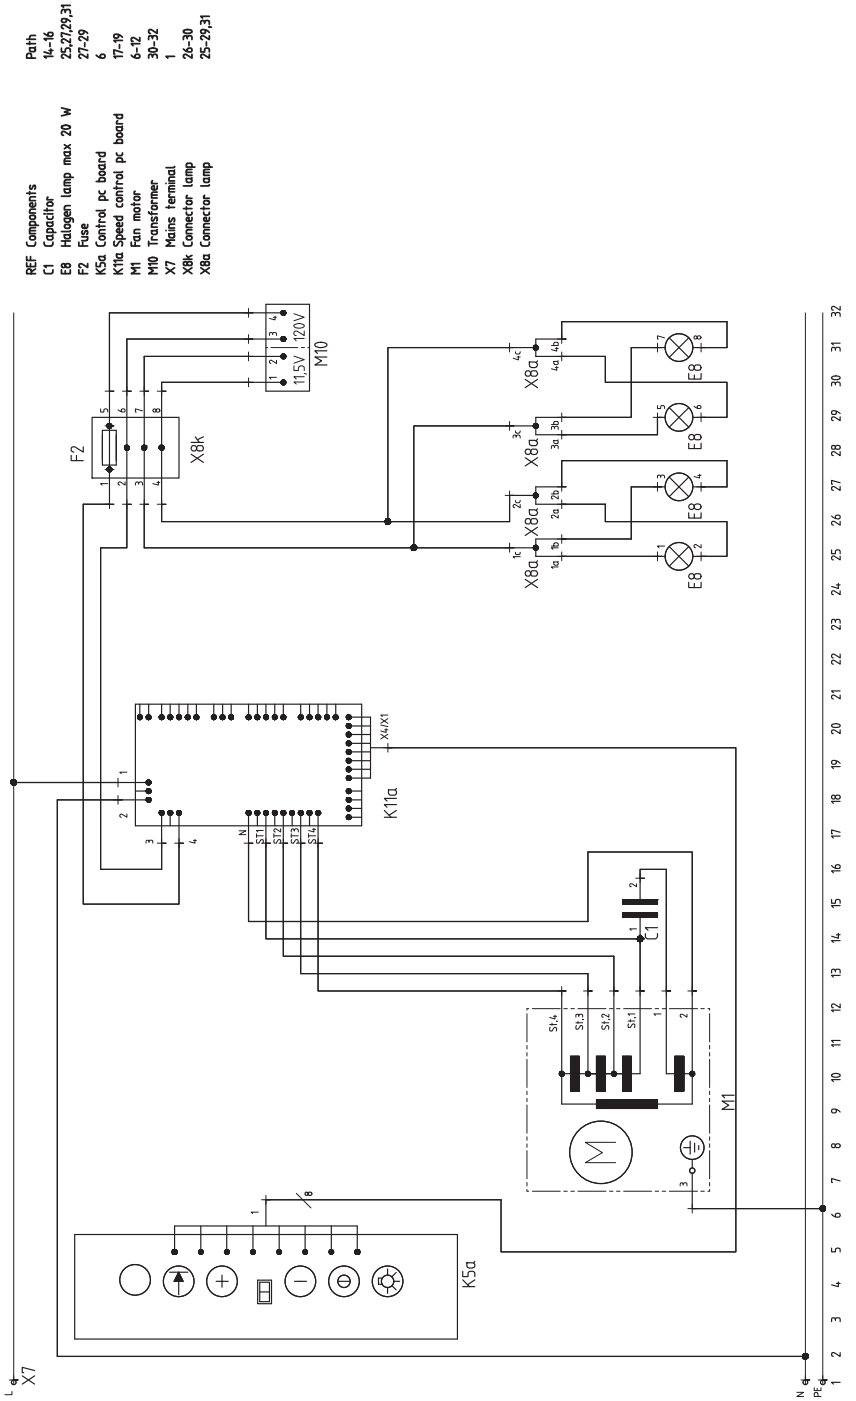 REF Components Path
C1 Capacitor 14-16
E8 Halogen lamp max 20 W 25,27,29,31
F2 Fuse 27-29
K5a Control pc board 6
K11a Speed control pc board 17-19
M1 Fan motor 6-12
M10 Transformer 30-32
X7 Mains terminal 1
X8k Connector lamp 26-30
X8a Connector lamp 25-29,31
L
X7
F2
1 5
2 6
3 7
4 8
X8k
1 2 3 4
11,5V 120V
M10
2 1
3 4
N
ST1
ST2
ST3
ST4
X4/X1
K11a
1
8
K5a
1c 2c 3c 4c
X8a X8a X8a X8a
1a 1b 2a 2b 3a 3b 4a 4b
1 3 5 7
2 4 6 8
E8 E8 E8 E8
1 2
C1
St.4
St.3
St.2
St.1
1
2
M
3
M1
N
PE
1 2 3 4 5 6 7 8 9 10 11 12 13 14 15 16 17 18 19 20 21 22 23 24 25 26 27 28 29 30 31 32